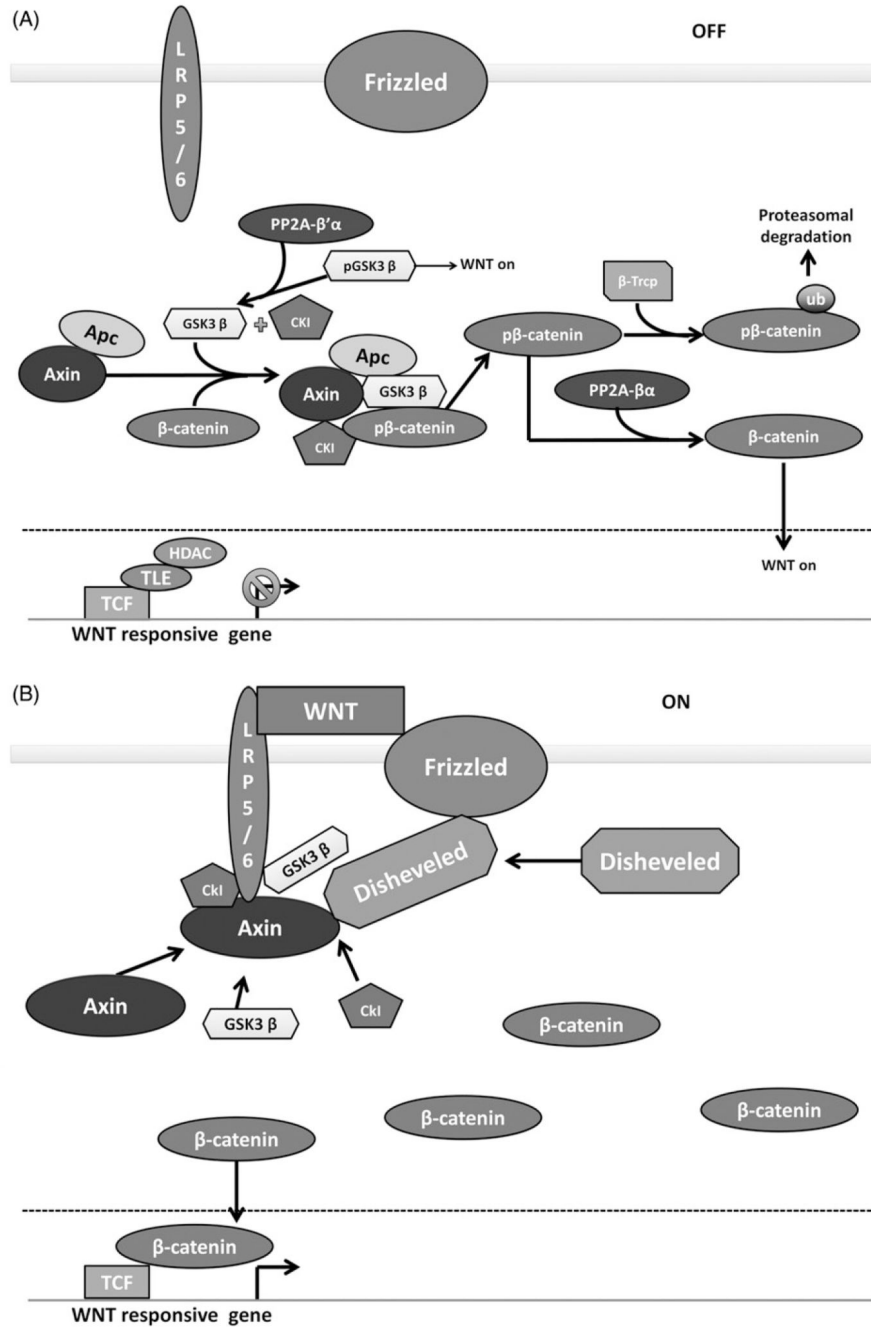 (A)
OFF
L
R
P
5
/
6
Frizzled
PP2A-β’α
pGSK3 β
WNT on
Proteasomal
degradation
β-Trcp
ub
GSK3 β
CKI
Apc
Axin
pβ-catenin
pβ-catenin
Apc
Axin
GSK3 β
PP2A-βα
β-catenin
pβ-catenin
CKI
β-catenin
HDAC
TLE
TCF
WNT on
WNT responsive gene
(B)
ON
WNT
L
R
P
5
/
6
Frizzled
GSK3 β
Disheveled
Disheveled
CkI
Axin
Axin
GSK3 β
CkI
β-catenin
β-catenin
β-catenin
β-catenin
β-catenin
TCF
WNT responsive gene